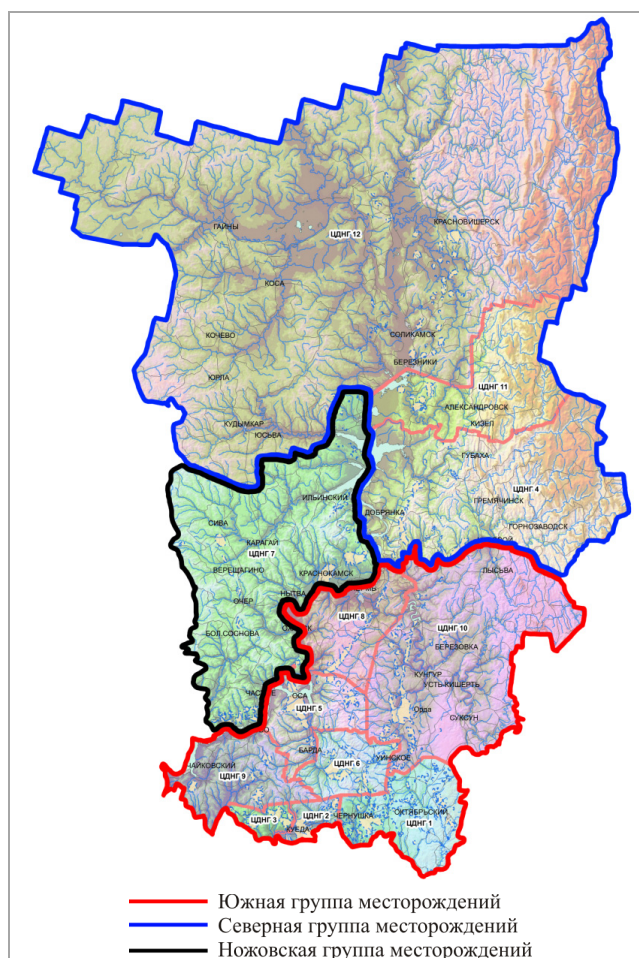 КРАСНОВИШЕРСК
ГАЙНЫ
ЦДНГ 12
КОСА
СОЛИКАМСК
КОЧЕВО
БЕРЕЗНИКИ
ЮРЛА
ЦДНГ 11
АЛЕКСАНДРОВСК
КИЗЕЛ
КУДЫМКАР
ЮСЬВА
ГУБАХА
ЦДНГ 4
ИЛЬИНСКИЙ
ГРЕМЯЧИНСК
ДОБРЯНКА
СИВА
ГОРНОЗАВОДСК
КАРАГАЙ
ЦДНГ 7
ВЕРЕЩАГИНО
КРАСНОКАМСК
ЛЫСЬВА
НЫТВА
ОЧЕР
ЦДНГ 8
ЦДНГ 10
БОЛ.СОСНОВА
БЕРЕЗОВКА
КУНГУР
УСТЬ-КИШЕРТЬ
ОСА
ЦДНГ 5
Орда
СУКСУН
БАРДА
УИНСКОЕ
ЧАЙКОВСКИЙ
ЦДНГ 6
ЦДНГ 9
ОКТЯБРЬСКИЙ
ЦДНГ 3
ЦДНГ 2
ЧЕРНУШКА
ЦДНГ 1
КУЕДА
Южная группа месторождений
Северная группа месторождений
Ножовская группа месторождений